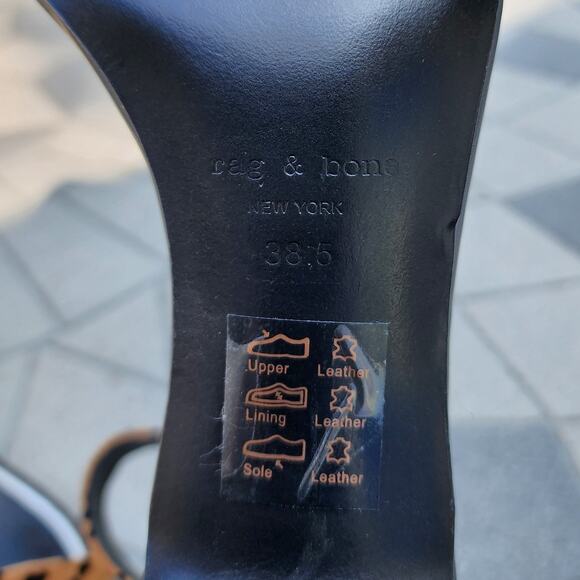 rag & bone
NEW YORK
38.5
Upper Leather
Lining Leather
Sole Leather